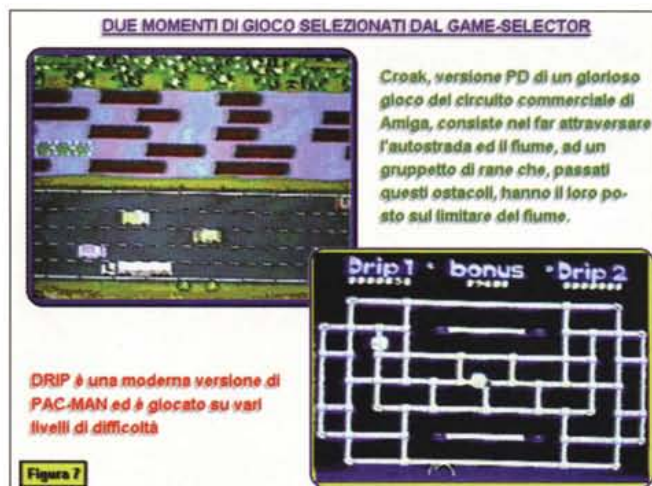 DUE MOMENTI DI GIOCO SELEZIONATI DAL GAME-SELECTOR
Croak, versione PD di un glorioso
gioco del circuito commerciale di
Amiga, consiste nel far attraversare
l'autostrada ed il fiume, ad un
gruppetto di rane che, passati
questi ostacoli, hanno il loro po-
sto sul limitare del fiume.
Drip 1 - bonus - Drip 2
DRIP è una moderna versione di
PAC-MAN ed è giocato su vari
livelli di difficoltà
Figura 7